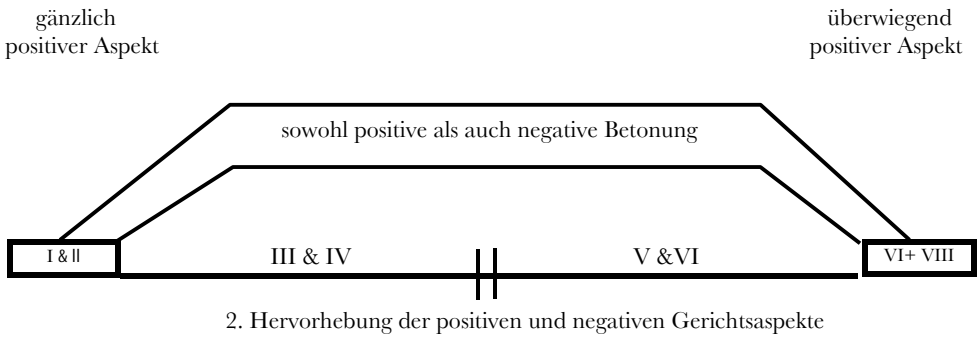 gänzlich
positiver Aspekt
überwiegend
positiver Aspekt
sowohl positive als auch negative Betonung
I & II
III & IV
V &VI
VI+ VIII
2. Hervorhebung der positiven und negativen Gerichtsaspekte